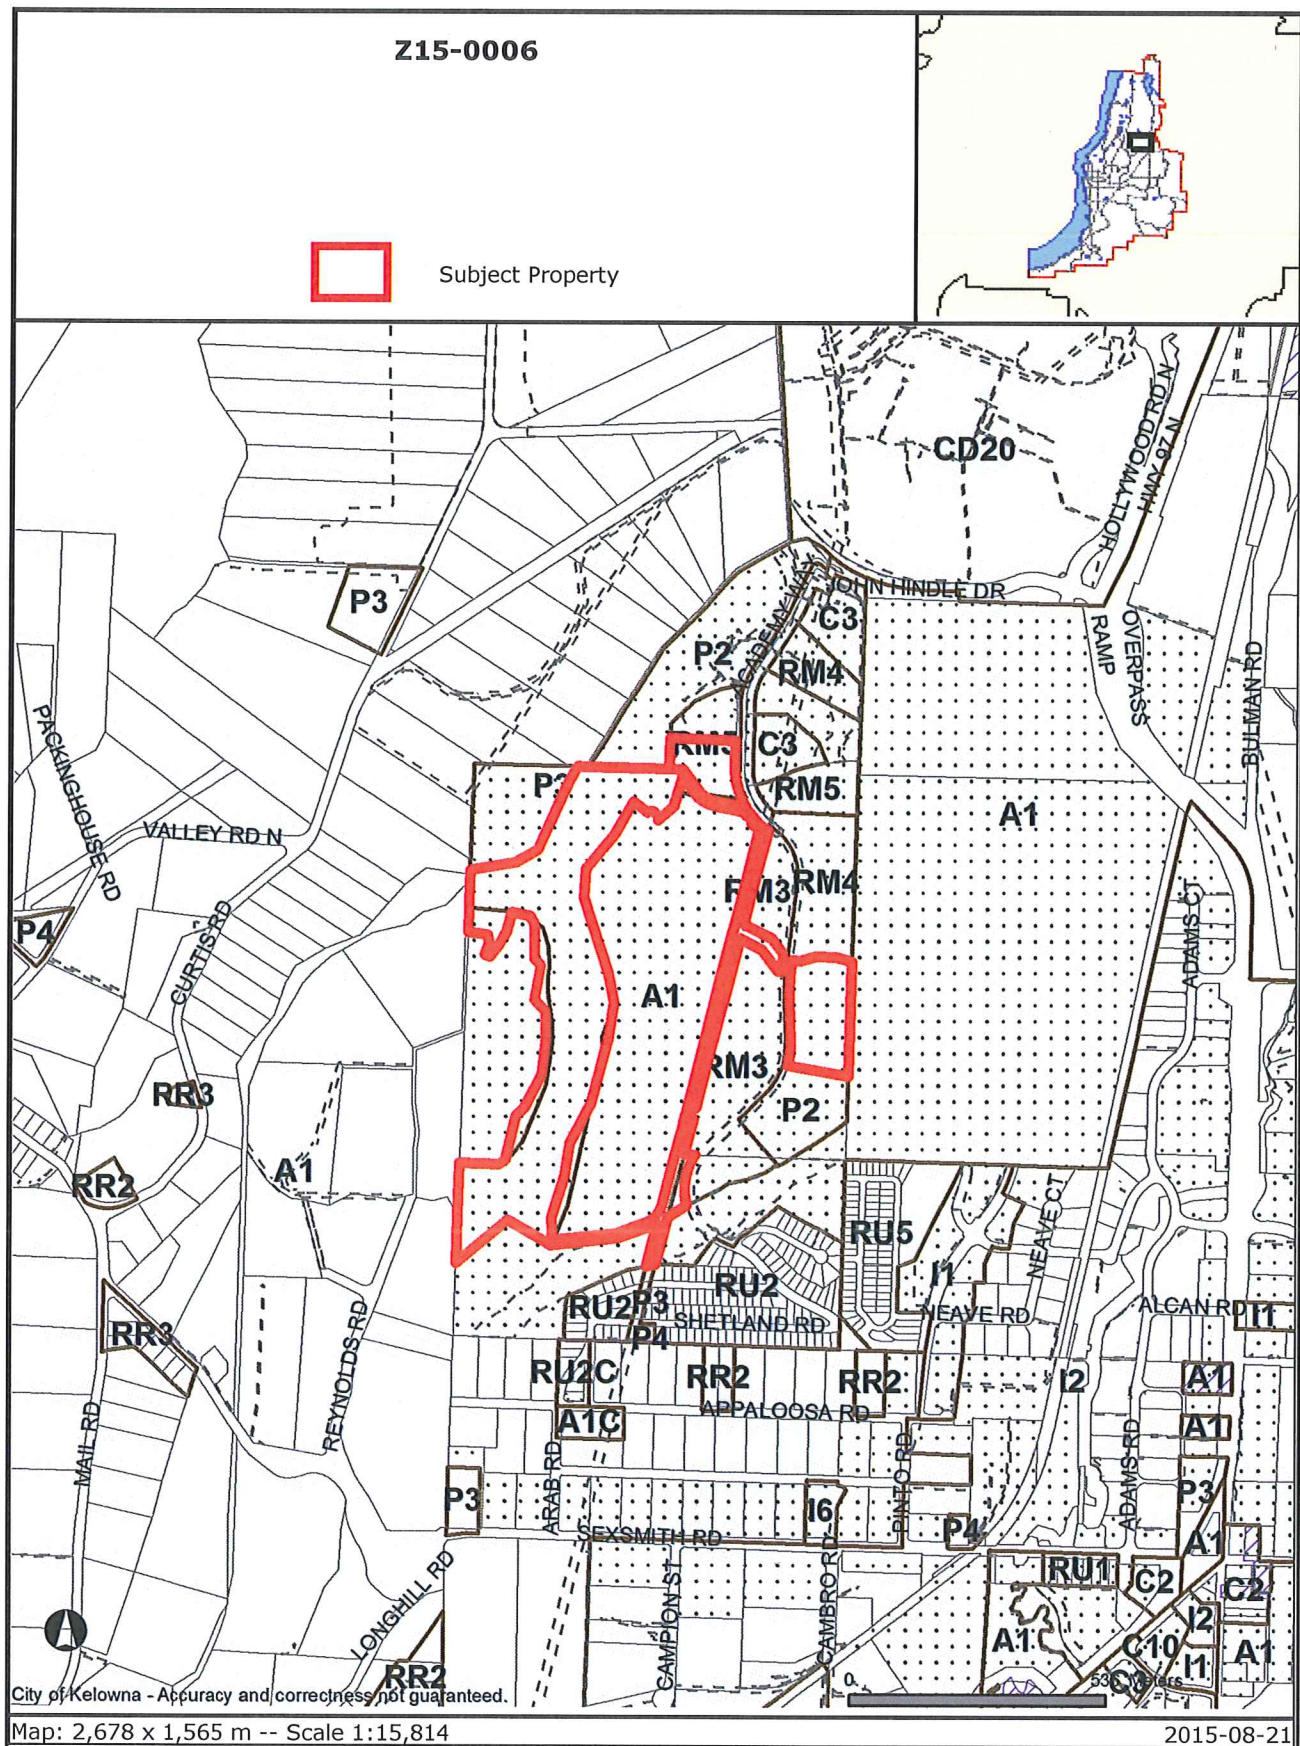 Z15-0006
Subject Property
CD20
HOLLYWOOD RD N
HWY 97 N
P3
JOHN HINDLE DR
ACADEMY WAY
C3
P2
RM4
RAMP
OVERPASS
BULMAN RD
PACKINGHOUSE RD
C3
P3
RM5
A1
VALLEY RD N
RM3
RM4
P4
CURTIS RD
ADAMS CT
A1
RM3
RR3
P2
A1
RR2
NEAVE CT
RU5
I1
RU2
RU2
P3
SHETLAND RD
NEAVE RD
ALCAN RD
I1
RR3
P4
REYNOLDS RD
RU2C
RR2
RR2
I2
A1
APPALOOSA RD
A1C
A1
MAIL RD
ARAB RD
PINTO RD
ADAMS RD
P3
P3
I6
SEXSMITH RD
P4
A1
RU1
C2
C2
LONGHILL RD
CAMPION ST
CAMBRO RD
I2
A1
C10
I1
A1
RR2
0
City of Kelowna - Accuracy and correctness not guaranteed.
Map: 2,678 x 1,565 m -- Scale 1:15,814
2015-08-21